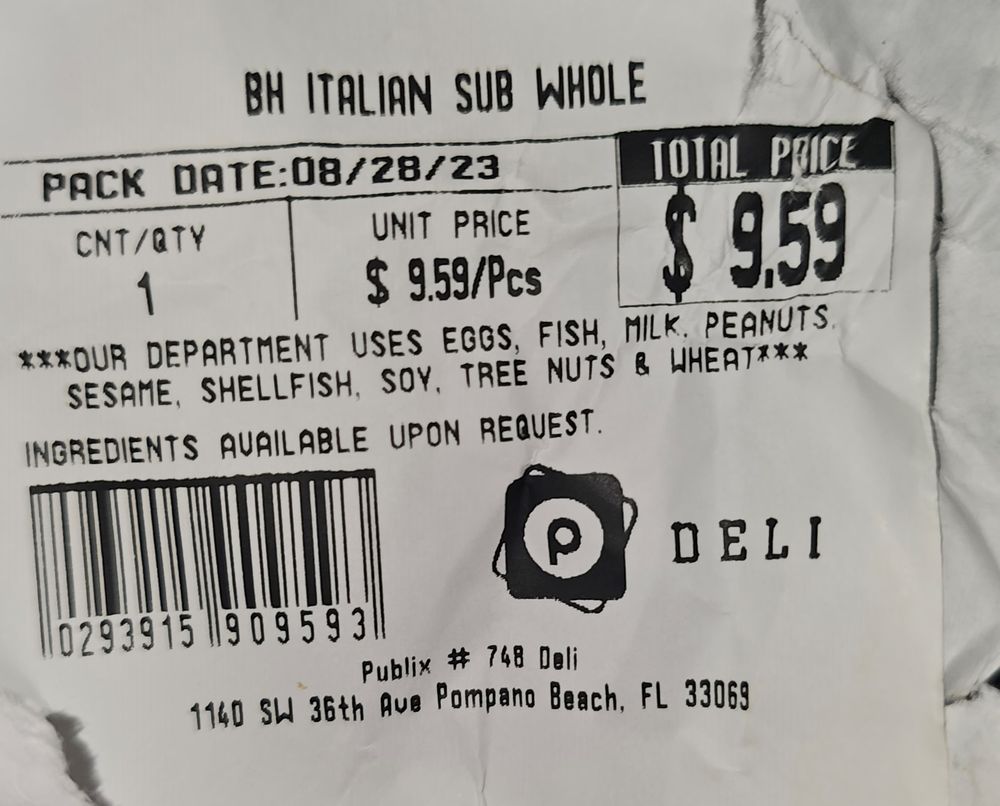 BH ITALIAN SUB WHOLE
PACK DATE:08/28/23
TOTAL PRICE
$ 9.59
CNT/QTY
1
UNIT PRICE
$ 9.59/Pcs
***OUR DEPARTMENT USES EGGS, FISH, MILK, PEANUTS,
SESAME, SHELLFISH, SOY, TREE NUTS & WHEAT***
INGREDIENTS AVAILABLE UPON REQUEST.
0293915 909593
p DELI
Publix # 748 Deli
1140 SW 36th Ave Pompano Beach, FL 33069